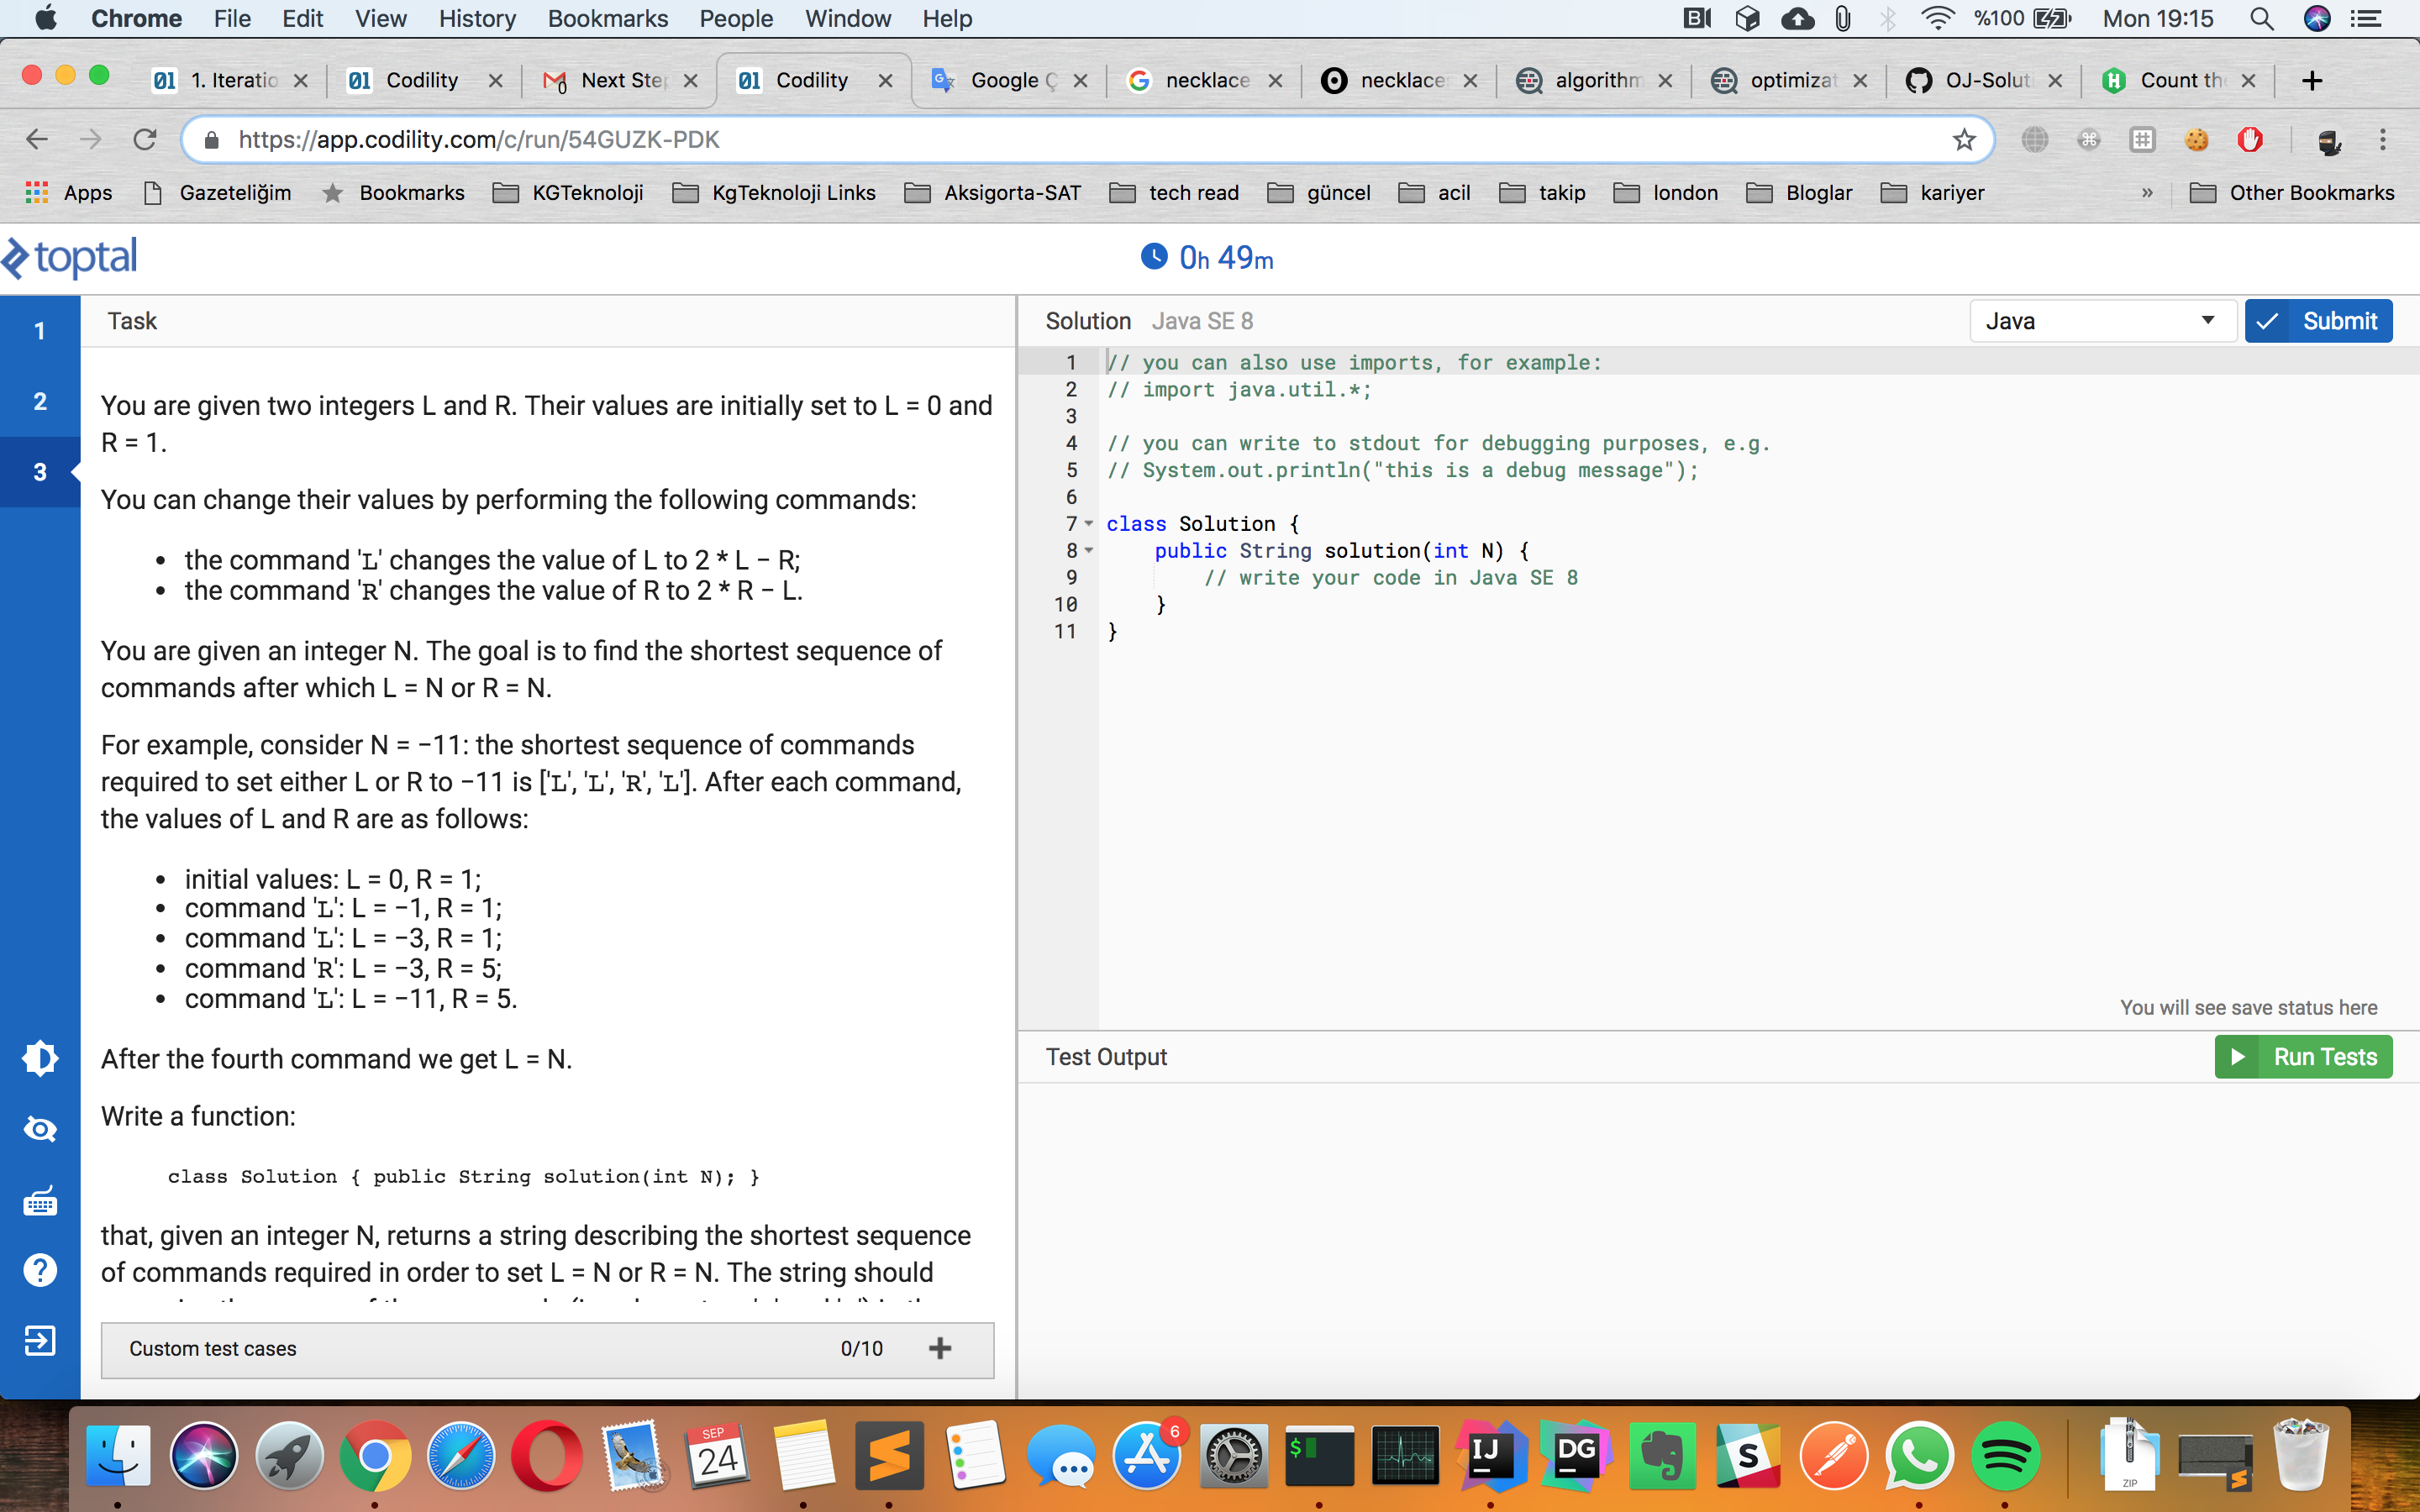 Chrome File Edit View History Bookmarks People Window Help %100 Mon 19:15
1. Iteratio Codility Next Ste Codility Google Ç necklace necklace algorithm optimizat OJ-Solut Count th
https://app.codility.com/c/run/54GUZK-PDK
Apps Gazeteliğim Bookmarks KGTeknoloji KgTeknoloji Links Aksigorta-SAT tech read güncel acil takip london Bloglar kariyer » Other Bookmarks
toptal
0h 49m
1
2
3
Task
You are given two integers L and R. Their values are initially set to L = 0 and
R = 1.
You can change their values by performing the following commands:
• the command 'L' changes the value of L to 2 * L − R;
• the command 'R' changes the value of R to 2 * R − L.
You are given an integer N. The goal is to find the shortest sequence of
commands after which L = N or R = N.
For example, consider N = −11: the shortest sequence of commands
required to set either L or R to −11 is ['L', 'L', 'R', 'L']. After each command,
the values of L and R are as follows:
• initial values: L = 0, R = 1;
• command 'L': L = −1, R = 1;
• command 'L': L = −3, R = 1;
• command 'R': L = −3, R = 5;
• command 'L': L = −11, R = 5.
After the fourth command we get L = N.
Write a function:
class Solution { public String solution(int N); }
that, given an integer N, returns a string describing the shortest sequence
of commands required in order to set L = N or R = N. The string should
Custom test cases 0/10
Solution Java SE 8
Java
Submit
1 // you can also use imports, for example:
2 // import java.util.*;
3
4 // you can write to stdout for debugging purposes, e.g.
5 // System.out.println("this is a debug message");
6
7 class Solution {
8 public String solution(int N) {
9 // write your code in Java SE 8
10 }
11 }
You will see save status here
Test Output
Run Tests
SEP
24
6
$
IJ
DG
S
ZIP